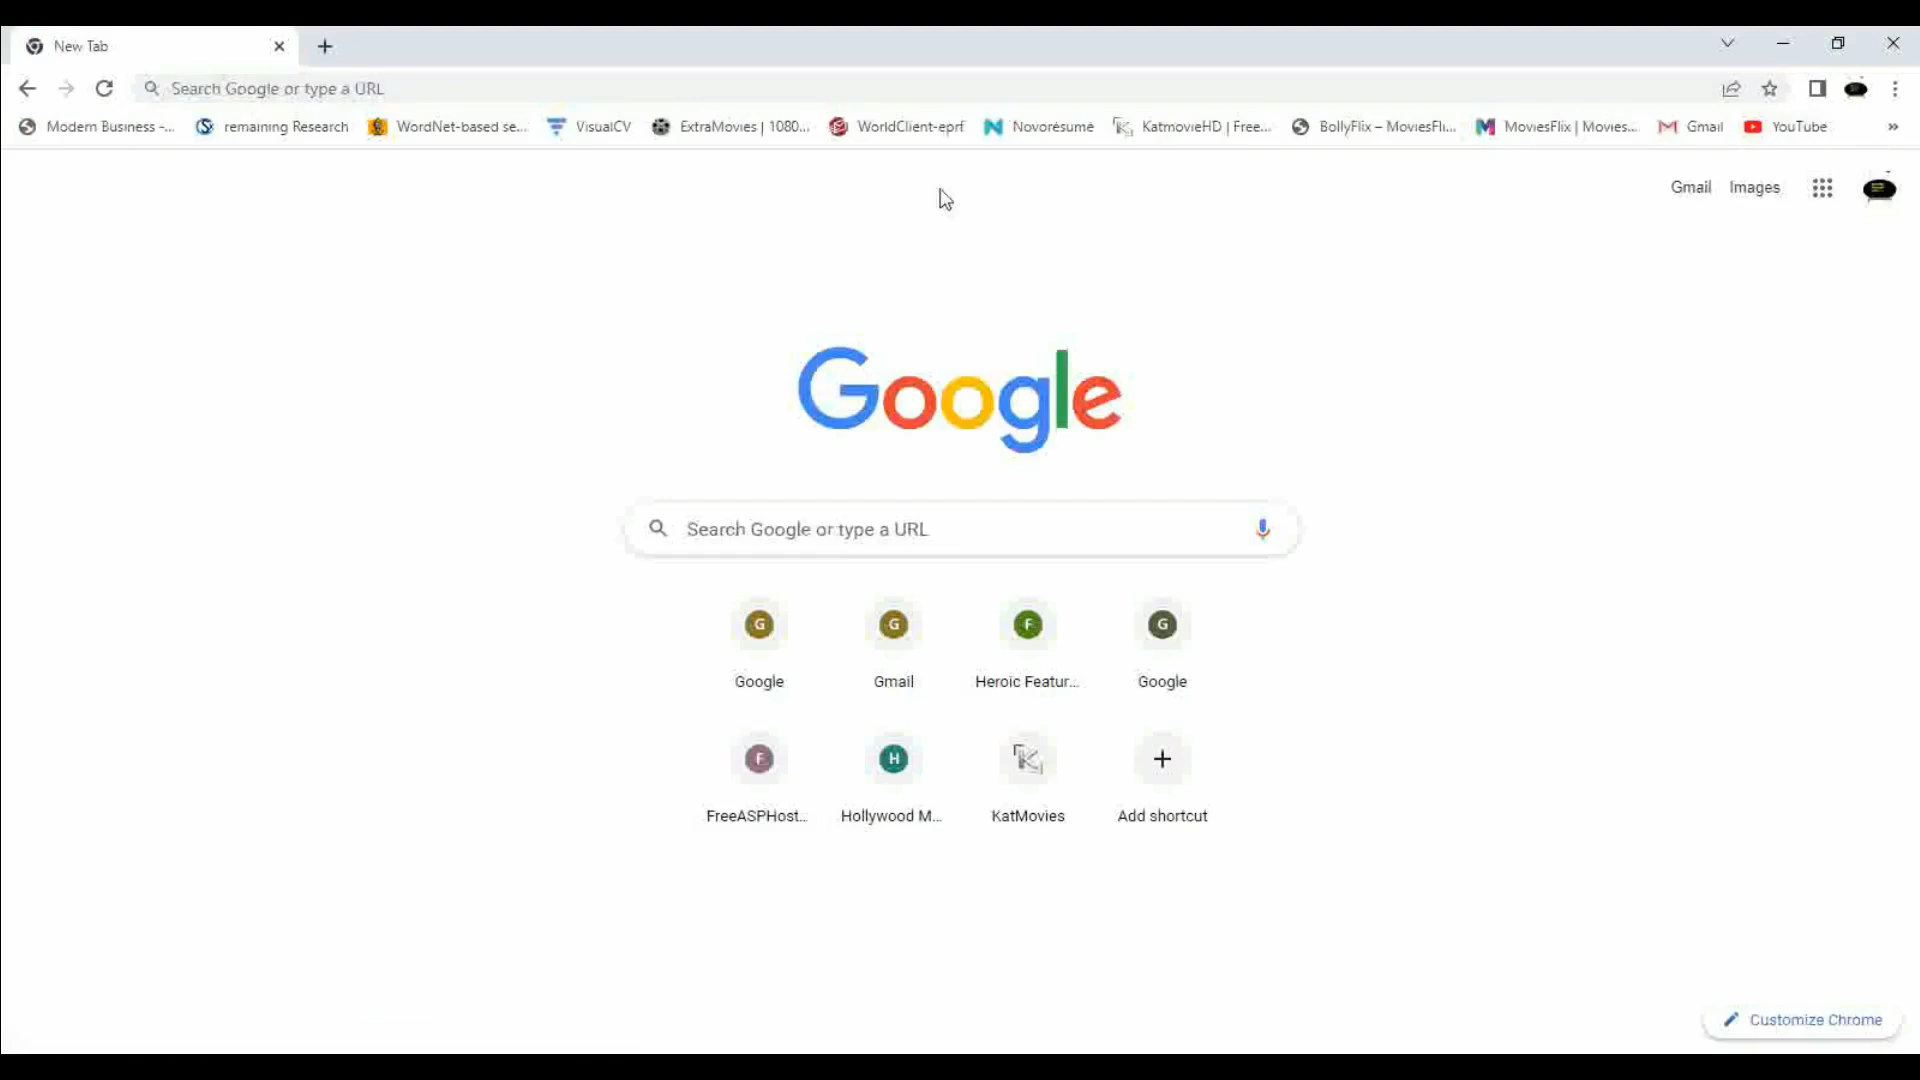 New Tab
Search Google or type a URL
Modern Business -... remaining Research WordNet-based se... VisualCV ExtraMovies | 1080... WorldClient-eprf Novorésumé KatmovieHD | Free... BollyFlix – MoviesFli... MoviesFlix | Movies... Gmail YouTube »
Gmail Images
Google
Search Google or type a URL
G G F G
Google Gmail Heroic Featur... Google
F H K
FreeASPHost... Hollywood M... KatMovies Add shortcut
Customize Chrome